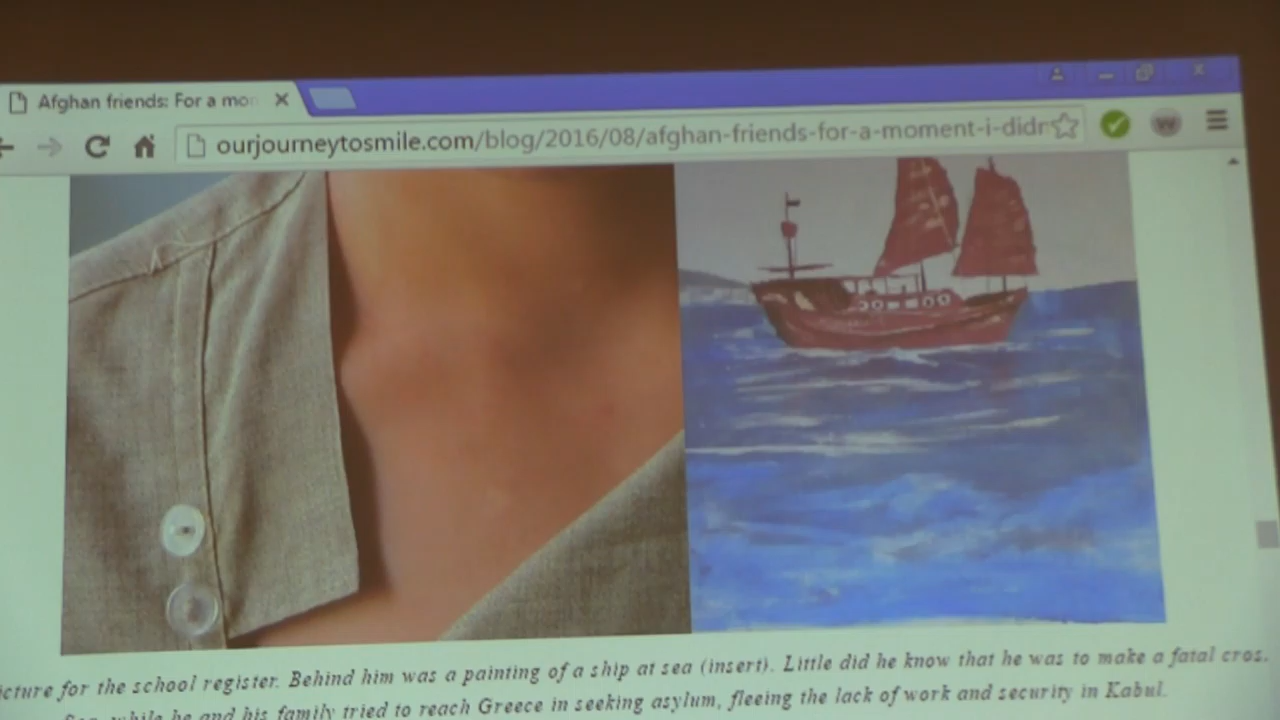 Afghan friends: For a mo
ourjourneytosmile.com/blog/2016/08/afghan-friends-for-a-moment-i-didr
W
icture for the school register. Behind him was a painting of a ship at sea (insert). Little did he know that he was to make a fatal cros.
Sea, while he and his family tried to reach Greece in seeking asylum, fleeing the lack of work and security in Kabul.